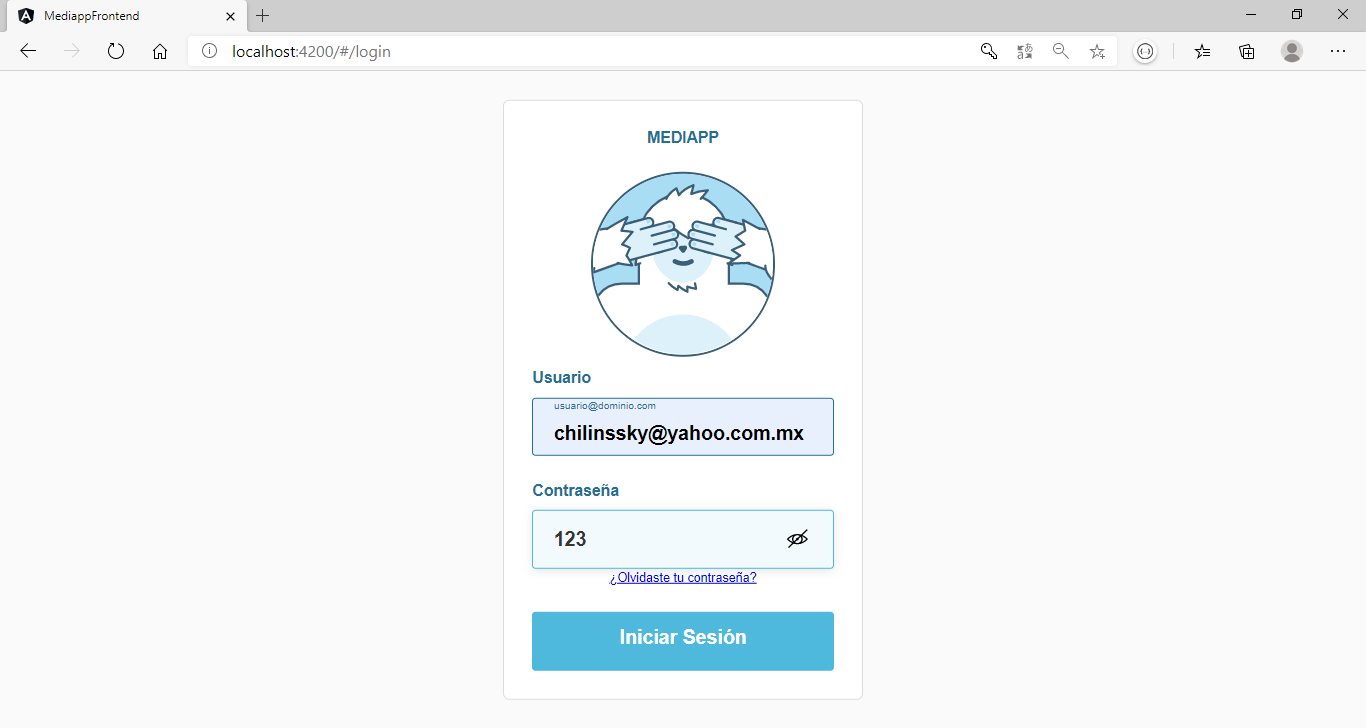 MediappFrontend
localhost:4200/#/login
MEDIAPP
Usuario
usuario@dominio.com
chilinssky@yahoo.com.mx
Contraseña
123
¿Olvidaste tu contraseña?
Iniciar Sesión